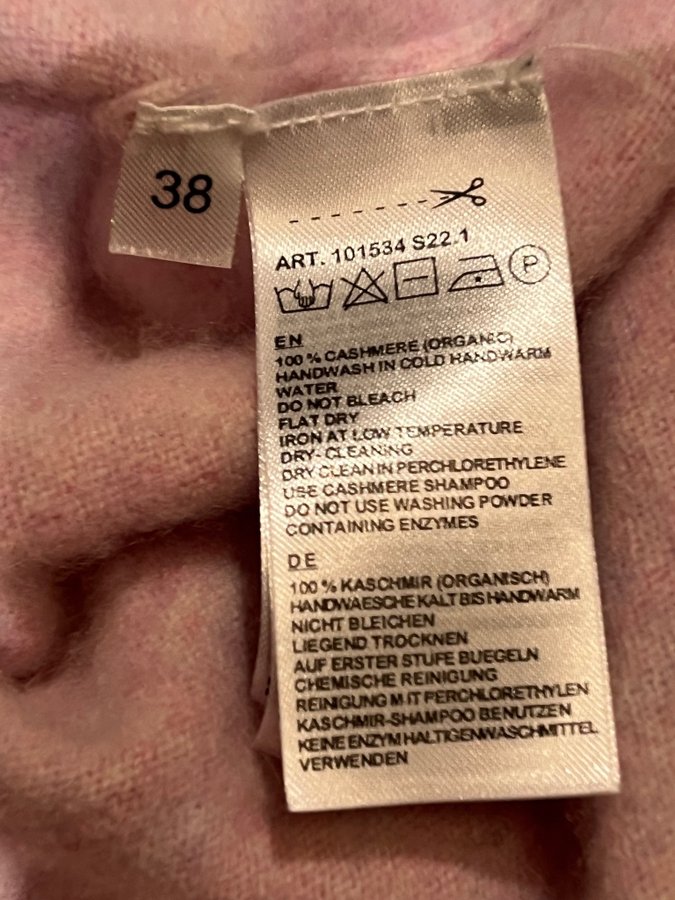 38
ART. 101534 S22.1
P
EN
100 % CASHMERE (ORGANIC)
HANDWASH IN COLD HANDWARM
WATER
DO NOT BLEACH
FLAT DRY
IRON AT LOW TEMPERATURE
DRY- CLEANING
DRY CLEAN IN PERCHLORETHYLENE
USE CASHMERE SHAMPOO
DO NOT USE WASHING POWDER
CONTAINING ENZYMES
DE
100 % KASCHMIR (ORGANISCH)
HANDWAESCHE KALT BIS HANDWARM
NICHT BLEICHEN
LIEGEND TROCKNEN
AUF ERSTER STUFE BUEGELN
CHEMISCHE REINIGUNG
REINIGUNG MIT PERCHLORETHYLEN
KASCHMIR-SHAMPOO BENUTZEN
KEINE ENZYMHALTIGEN WASCHMITTEL
VERWENDEN